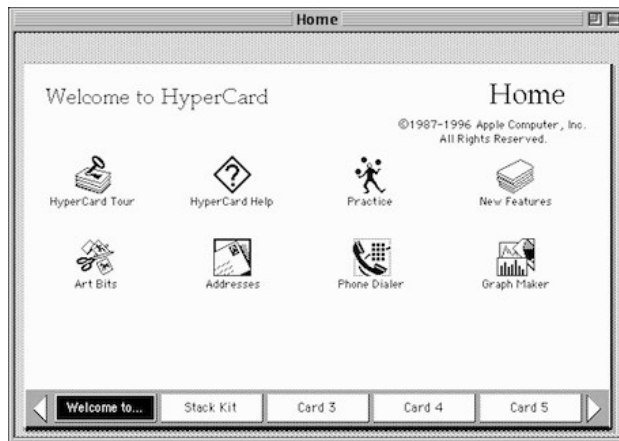 Home
Welcome to HyperCard
Home
©1987-1996 Apple Computer, Inc.
All Rights Reserved.
HyperCard Tour HyperCard Help Practice New Features
Art Bits Addresses Phone Dialer Graph Maker
Welcome to... Stack Kit Card 3 Card 4 Card 5